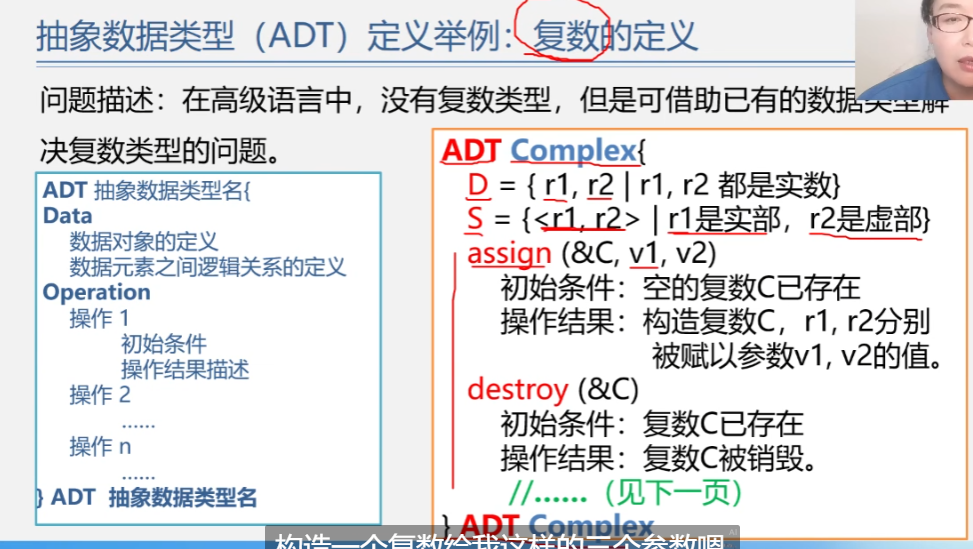 抽象数据类型（ADT）定义举例：复数的定义
问题描述：在高级语言中，没有复数类型，但是可借助已有的数据类型解
决复数类型的问题。
ADT 抽象数据类型名{
Data
数据对象的定义
数据元素之间逻辑关系的定义
Operation
操作 1
初始条件
操作结果描述
操作 2
……
操作 n
……
} ADT 抽象数据类型名
ADT Complex{
D = { r1, r2 | r1, r2 都是实数}
S = {<r1, r2> | r1是实部，r2是虚部}
assign (&C, v1, v2)
初始条件：空的复数C已存在
操作结果：构造复数C，r1, r2分别
被赋以参数v1, v2的值。
destroy (&C)
初始条件：复数C已存在
操作结果：复数C被销毁。
//……（见下一页）
} ADT Complex
构造一个复数给我这样的三个参数嗯